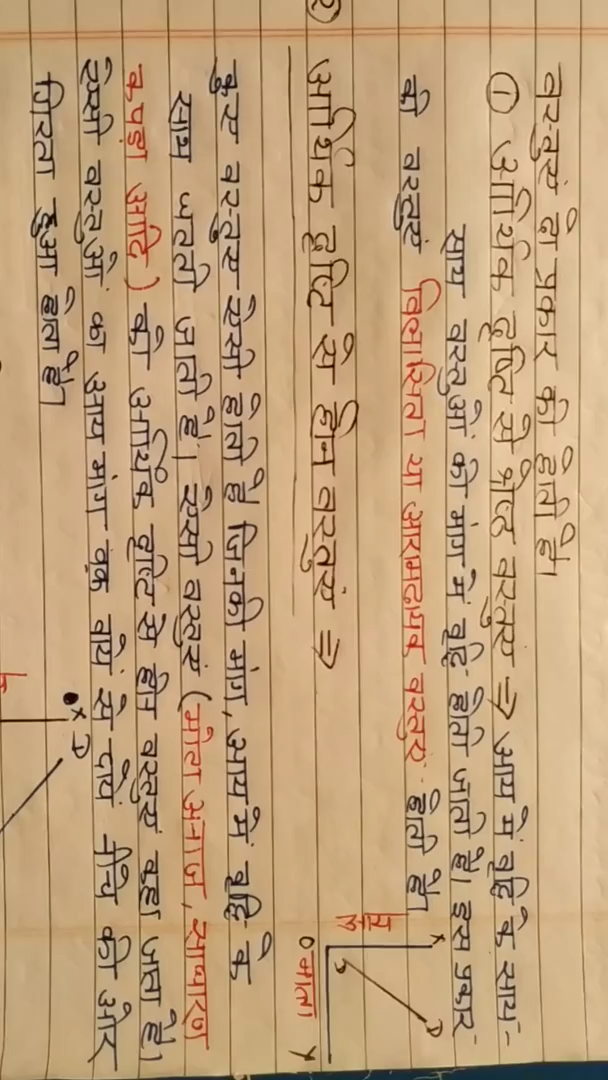 वस्तुएं दो प्रकार की होती है।
① आर्थिक दृष्टि से श्रेष्ठ वस्तुएं ⇒ आय में वृद्धि के साथ-
साथ वस्तुओं की मांग में वृद्धि होती जाती है। इस प्रकार
की वस्तुएं विलासिता या आरामदायक वस्तुएं होती है।
आय
x
D
D
0 मात्रा Y
②
आर्थिक दृष्टि से हीन वस्तुएं ⇒
कुछ वस्तुएं ऐसी होती है जिनकी मांग, आय में वृद्धि के
साथ घटती जाती है। ऐसी वस्तुएं (मोटा अनाज, साधारण
कपड़ा आदि) को आर्थिक दृष्टि से हीन वस्तुएं कहा जाता है।
ऐसी वस्तुओं का आय मांग वक्र बायें से दायें नीचे की ओर
गिरता हुआ होता है।
x D